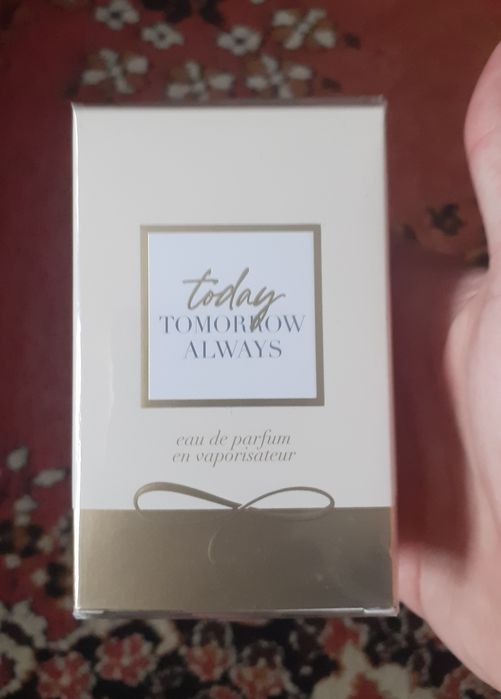 today
TOMORROW
ALWAYS
eau de parfum
en vaporisateur